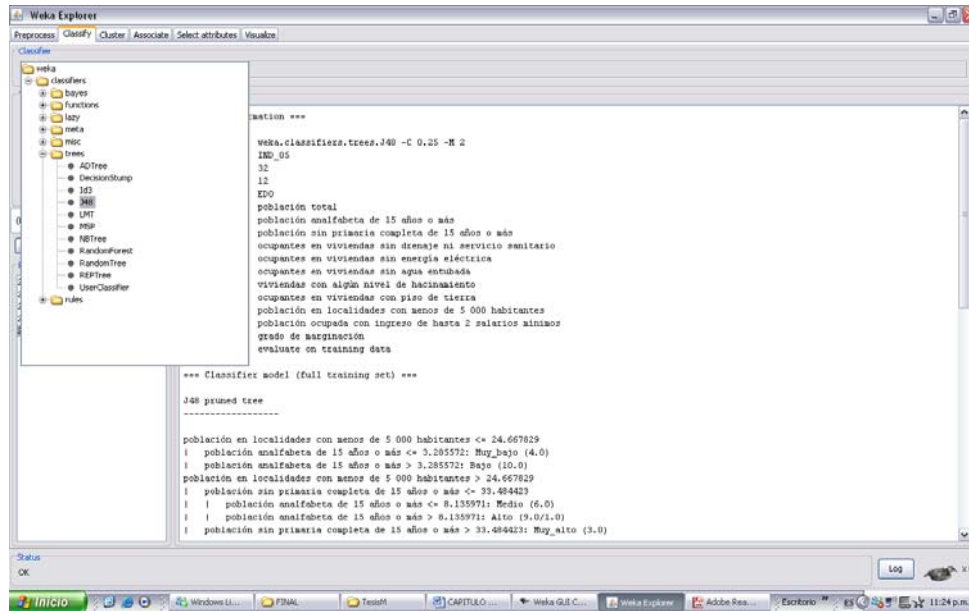 Weka Explorer
Preprocess Classify Cluster Associate Select attributes Visualize
Classifier
weka
classifiers
bayes
functions
lazy
meta
misc
trees
ADTree
DecisionStump
Id3
J48
LMT
M5P
NBTree
RandomForest
RandomTree
REPTree
UserClassifier
rules
mation ===
weka.classifiers.trees.J48 -C 0.25 -M 2
IND_05
32
12
EDO
población total
población analfabeta de 15 años o más
población sin primaria completa de 15 años o más
ocupantes en viviendas sin drenaje ni servicio sanitario
ocupantes en viviendas sin energía eléctrica
ocupantes en viviendas sin agua entubada
viviendas con algún nivel de hacinamiento
ocupantes en viviendas con piso de tierra
población en localidades con menos de 5 000 habitantes
población ocupada con ingreso de hasta 2 salarios mínimos
grado de marginación
evaluate on training data
=== Classifier model (full training set) ===
J48 pruned tree
------------------
población en localidades con menos de 5 000 habitantes <= 24.667829
| población analfabeta de 15 años o más <= 3.285572: Muy_bajo (4.0)
| población analfabeta de 15 años o más > 3.285572: Bajo (10.0)
población en localidades con menos de 5 000 habitantes > 24.667829
| población sin primaria completa de 15 años o más <= 33.484423
| | población analfabeta de 15 años o más <= 8.135971: Medio (6.0)
| | población analfabeta de 15 años o más > 8.135971: Alto (9.0/1.0)
| población sin primaria completa de 15 años o más > 33.484423: Muy_alto (3.0)
Status
OK
Log
x
Inicio
Windows Li...
FINAL
TesisM
CAPITULO ...
Weka GUI C...
Weka Explorer
Adobe Rea...
Escritorio
ES
11:24 p.m.